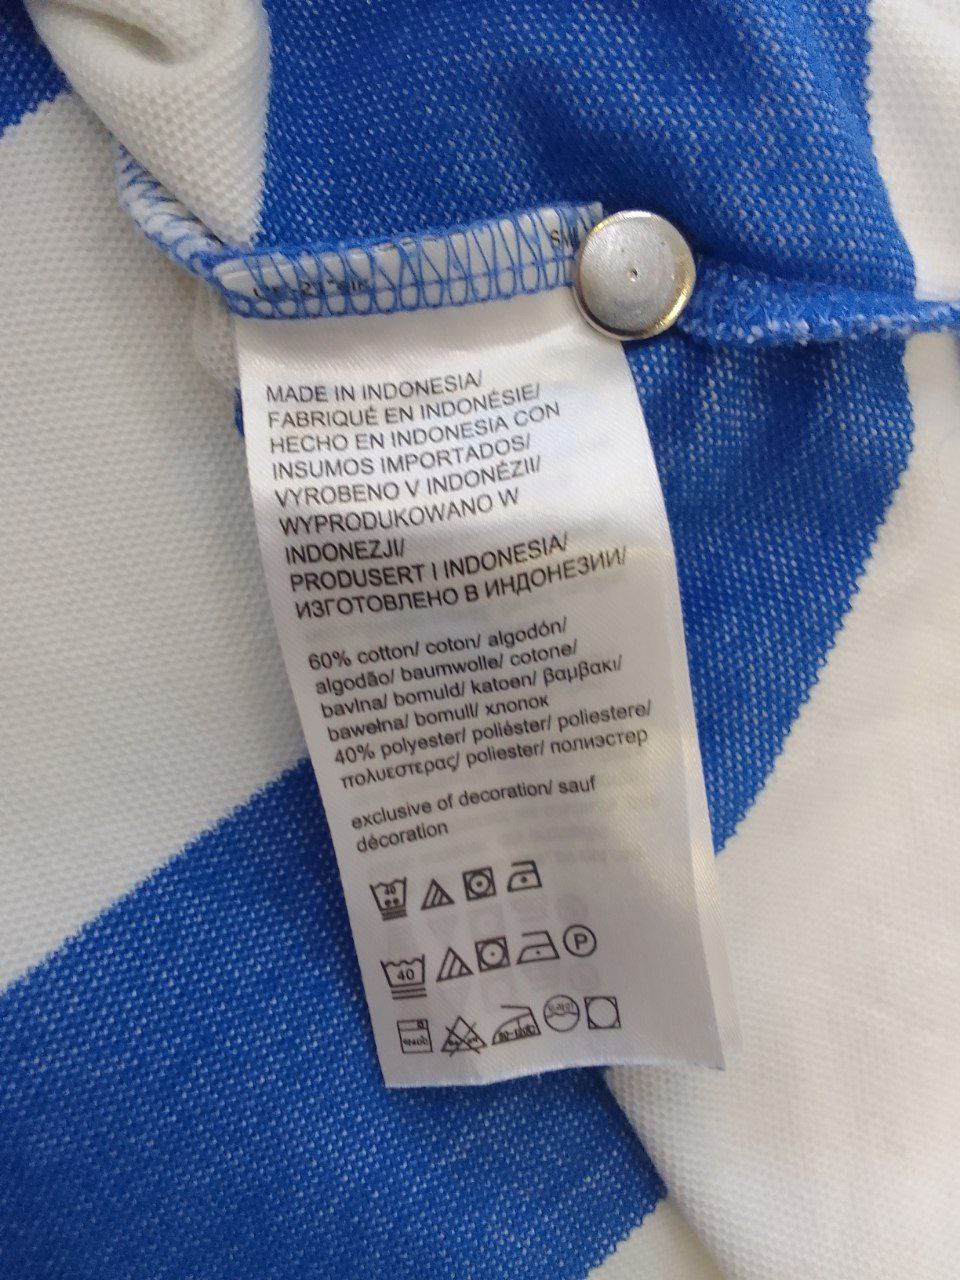 MADE IN INDONESIA/
FABRIQUÉ EN INDONÉSIE/
HECHO EN INDONESIA CON
INSUMOS IMPORTADOS/
VYROBENO V INDONÉZII/
WYPRODUKOWANO W
INDONEZJI/
PRODUSERT I INDONESIA/
ИЗГОТОВЛЕНО В ИНДОНЕЗИИ/
60% cotton/ coton/ algodón/
algodão/ baumwolle/ cotone/
bavlna/ bomuld/ katoen/ βαμβακι/
bawełna/ bomull/ хлопок
40% polyester/ poliéster/ poliestere/
πολυεστερας/ poliester/ полиэстер
exclusive of decoration/ sauf
décoration
40
40 P